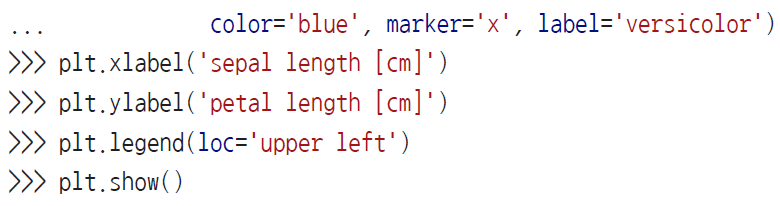 ...            color='blue', marker='x', label='versicolor')
>>> plt.xlabel('sepal length [cm]')
>>> plt.ylabel('petal length [cm]')
>>> plt.legend(loc='upper left')
>>> plt.show()